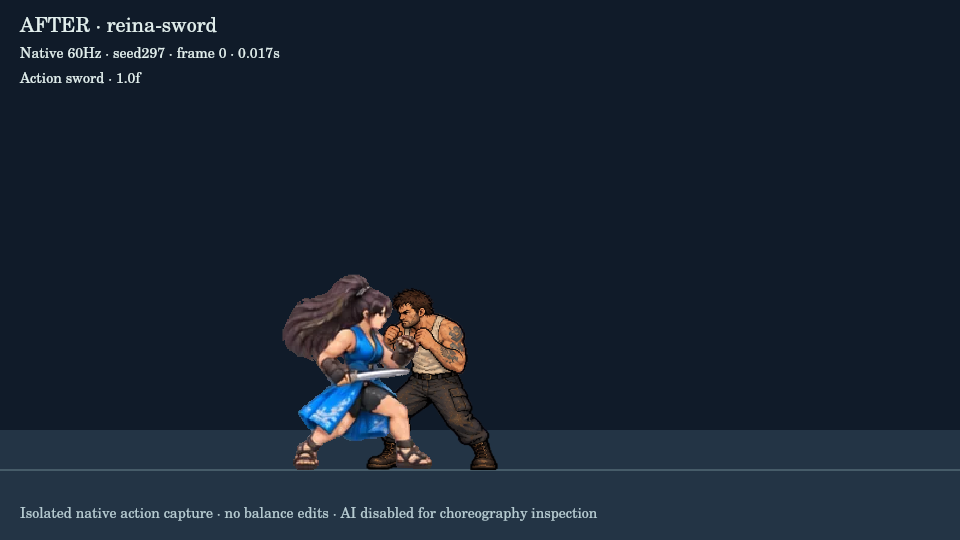 AFTER · reina-sword
Native 60Hz · seed297 · frame 0 · 0.017s
Action sword · 1.0f
Isolated native action capture · no balance edits · AI disabled for choreography inspection